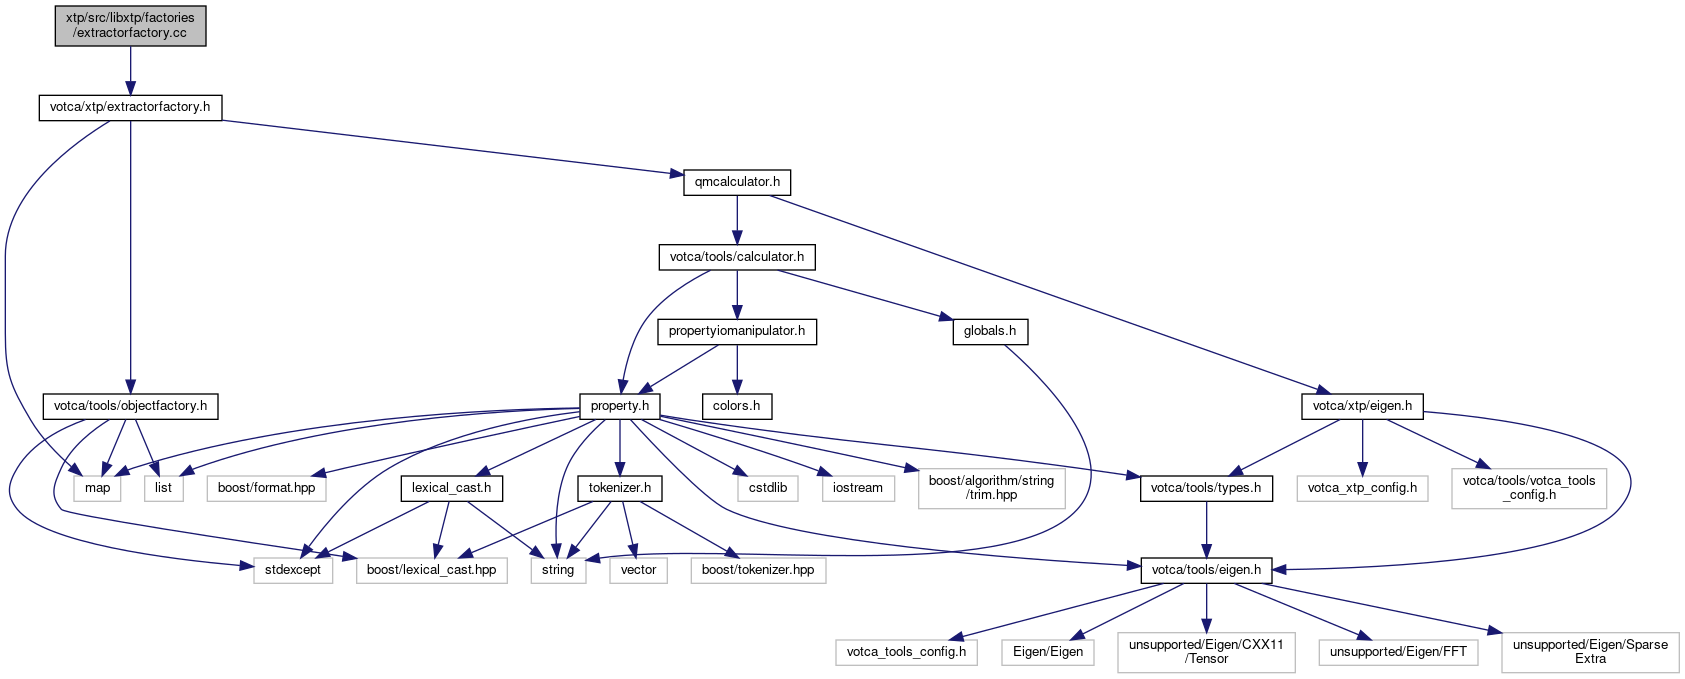 xtp/src/libxtp/factories
/extractorfactory.cc
votca/xtp/extractorfactory.h
qmcalculator.h
votca/tools/calculator.h
propertyiomanipulator.h
globals.h
votca/tools/objectfactory.h
property.h
colors.h
votca/xtp/eigen.h
map
list
boost/format.hpp
lexical_cast.h
tokenizer.h
cstdlib
iostream
boost/algorithm/string
/trim.hpp
votca/tools/types.h
votca_xtp_config.h
votca/tools/votca_tools
_config.h
stdexcept
boost/lexical_cast.hpp
string
vector
boost/tokenizer.hpp
votca/tools/eigen.h
votca_tools_config.h
Eigen/Eigen
unsupported/Eigen/CXX11
/Tensor
unsupported/Eigen/FFT
unsupported/Eigen/Sparse
Extra